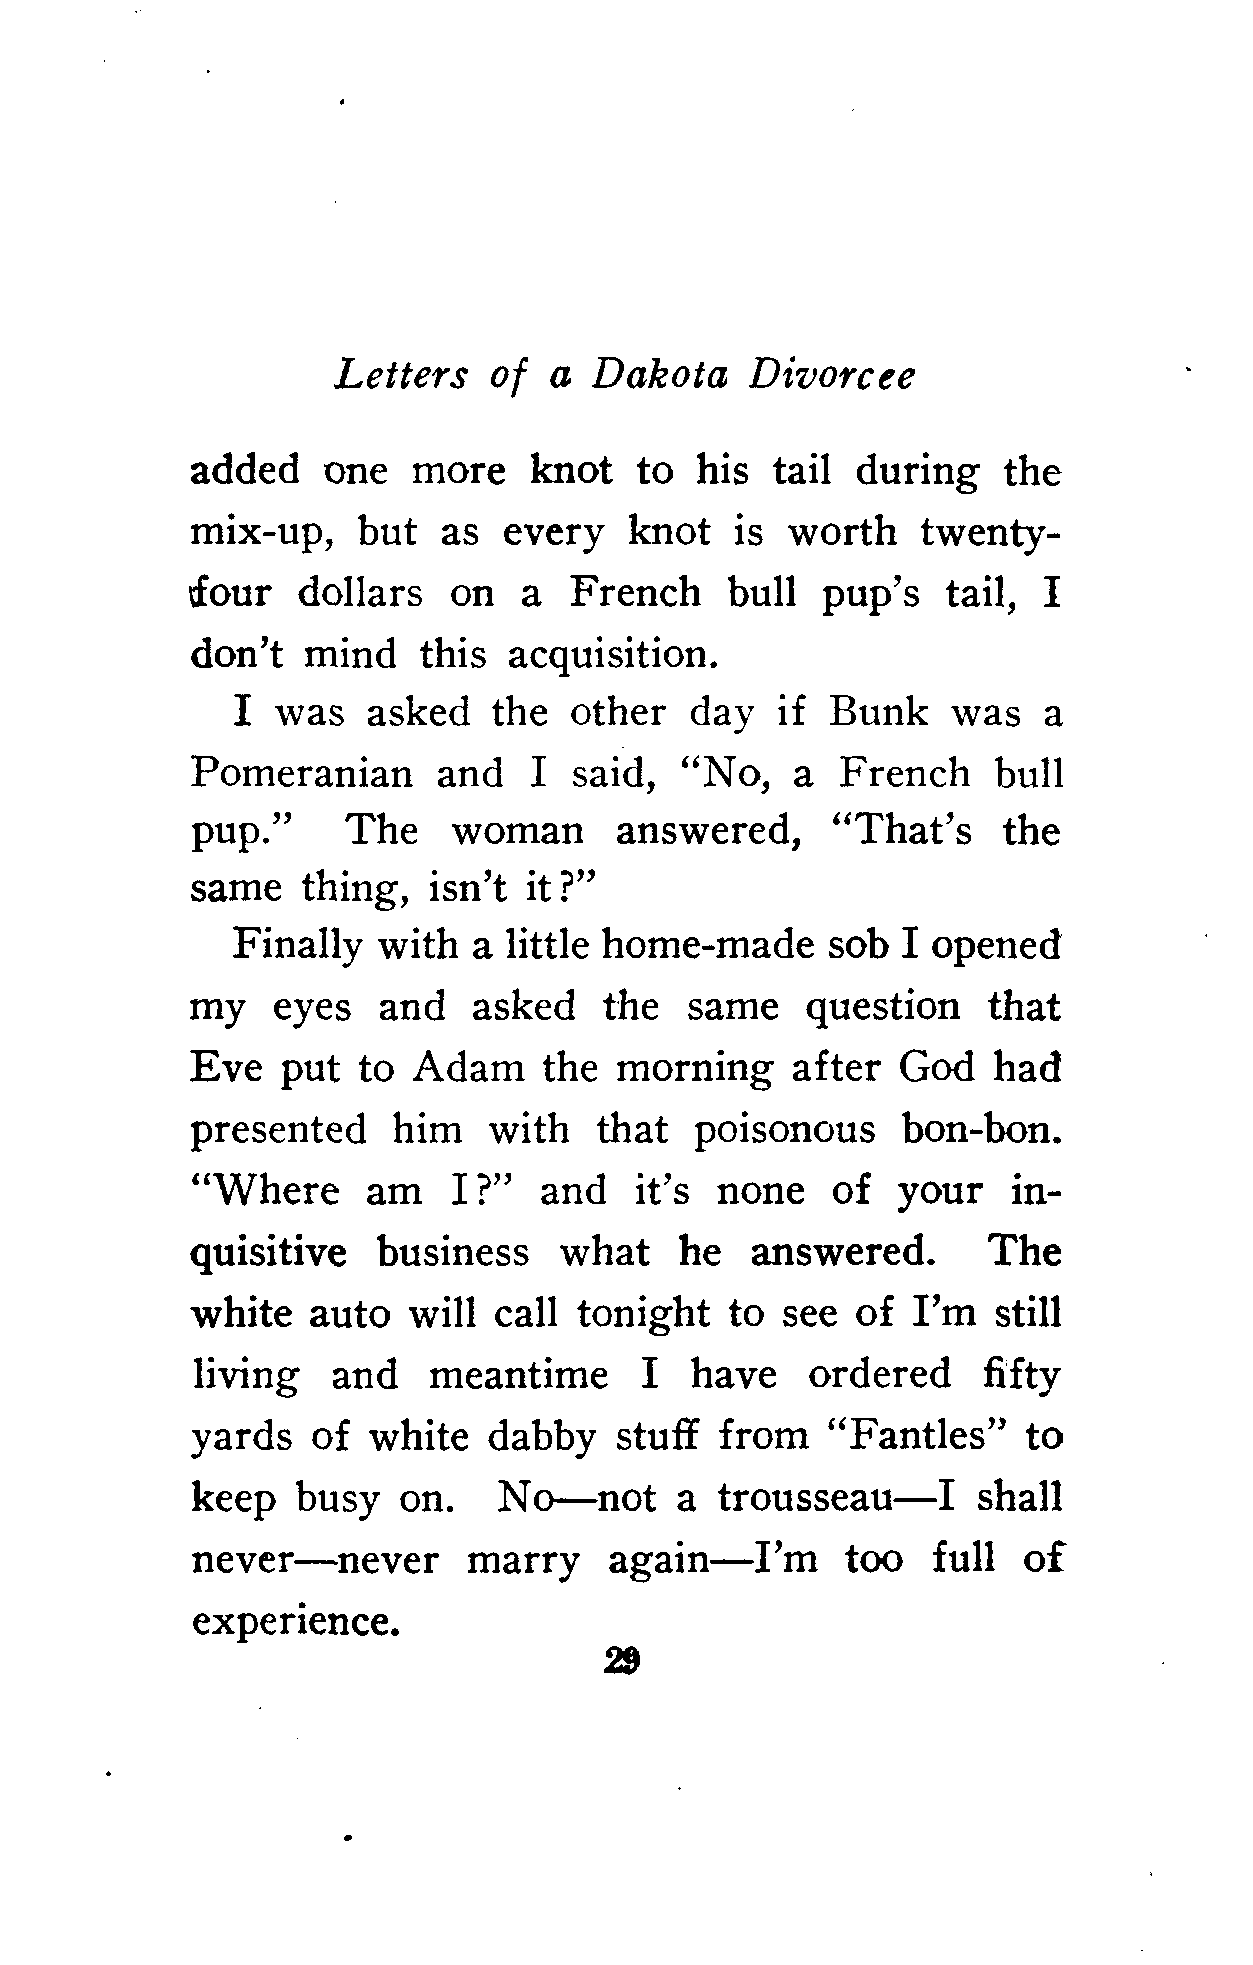 Letters of a Dakota Divorcee
added one more knot to his tail during the
mix-up, but as every knot is worth twenty-
four dollars on a French bull pup's tail, I
don't mind this acquisition.
I was asked the other day if Bunk was a
Pomeranian and I said, "No, a French bull
pup." The woman answered, "That's the
same thing, isn't it?"
Finally with a little home-made sob I opened
my eyes and asked the same question that
Eve put to Adam the morning after God had
presented him with that poisonous bon-bon.
"Where am I?" and it's none of your in-
quisitive business what he answered. The
white auto will call tonight to see of I'm still
living and meantime I have ordered fifty
yards of white dabby stuff from "Fantles" to
keep busy on. No—not a trousseau—I shall
never—never marry again—I'm too full of
experience.
29